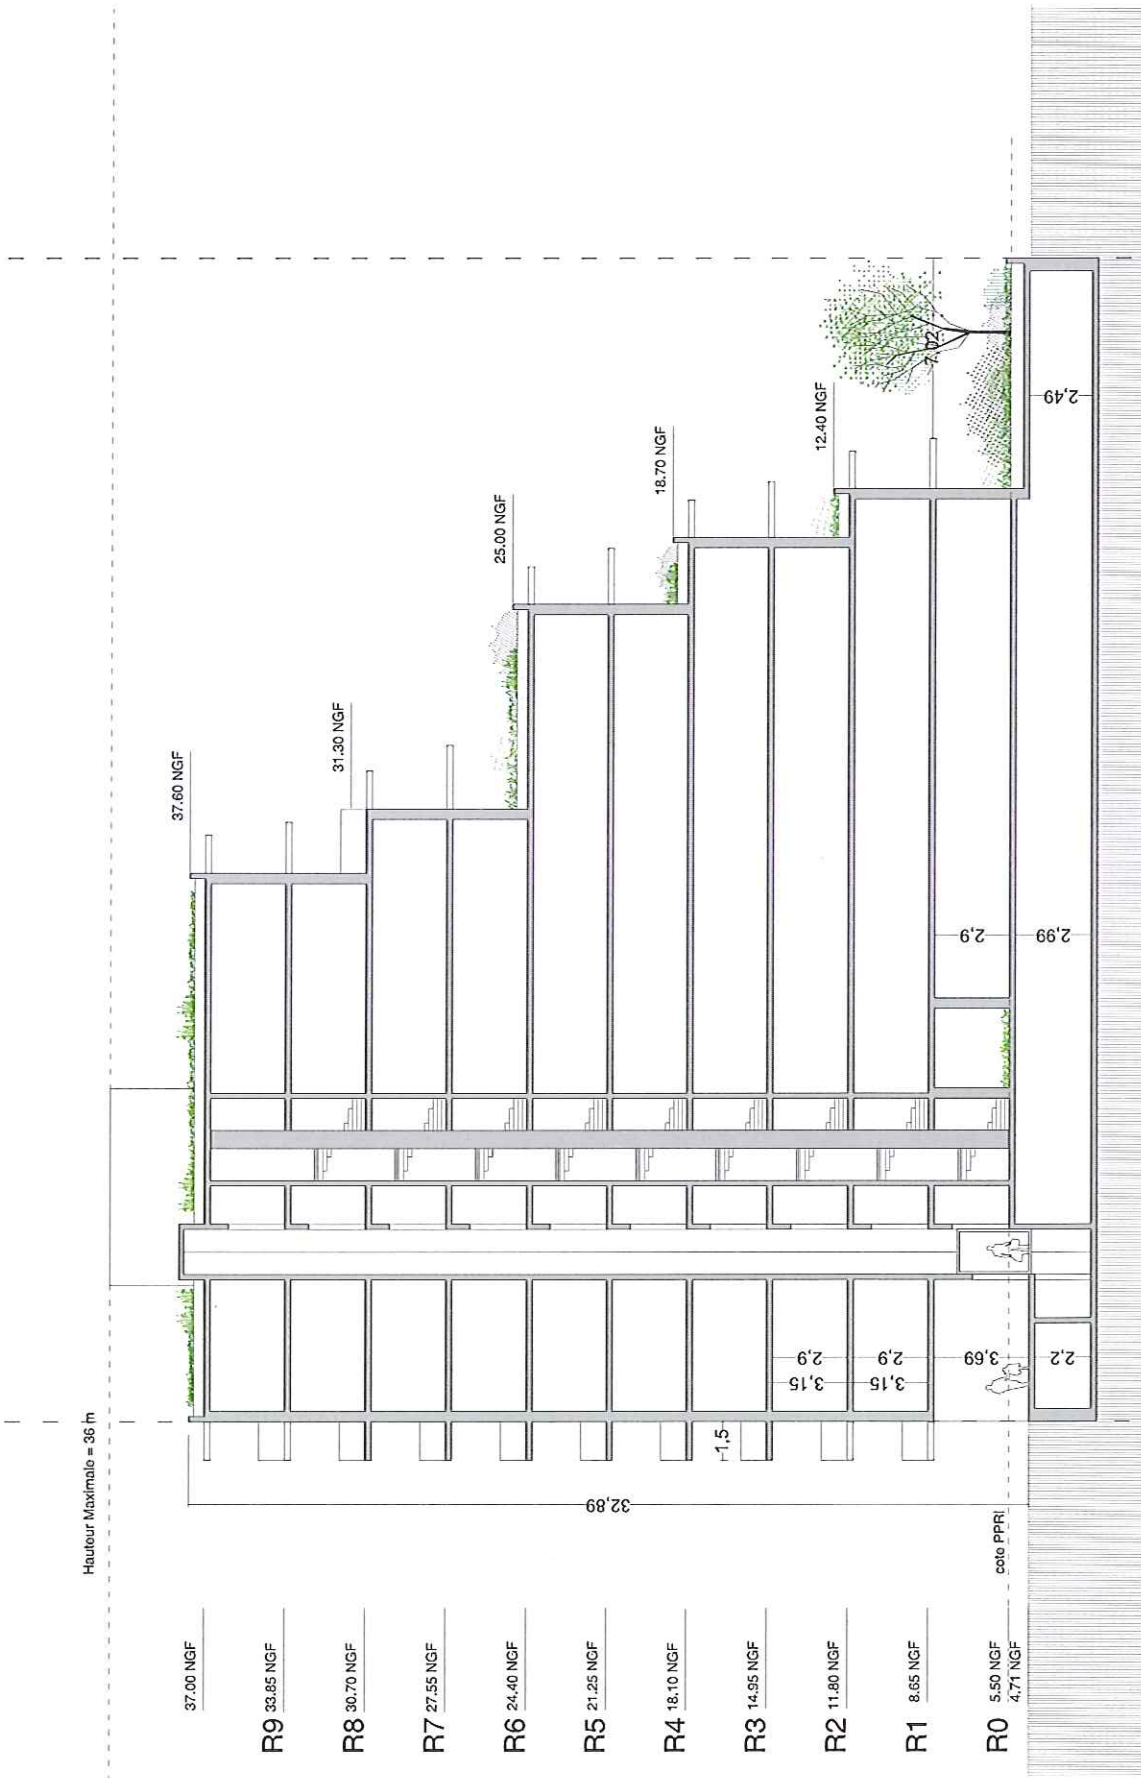 Hauteur Maximale = 36 m
37.60 NGF
31.30 NGF
25.00 NGF
18.70 NGF
12.40 NGF
37.00 NGF
R9 33.85 NGF
R8 30.70 NGF
R7 27.55 NGF
R6 24.40 NGF
R5 21.25 NGF
R4 18.10 NGF
R3 14.95 NGF
R2 11.80 NGF
R1 8.65 NGF
R0 5.50 NGF
4.71 NGF
cote PPRI
32,89
1,5
3,15
2,9
3,15
2,9
3,69
2,2
2,9
2,99
7,02
2,49